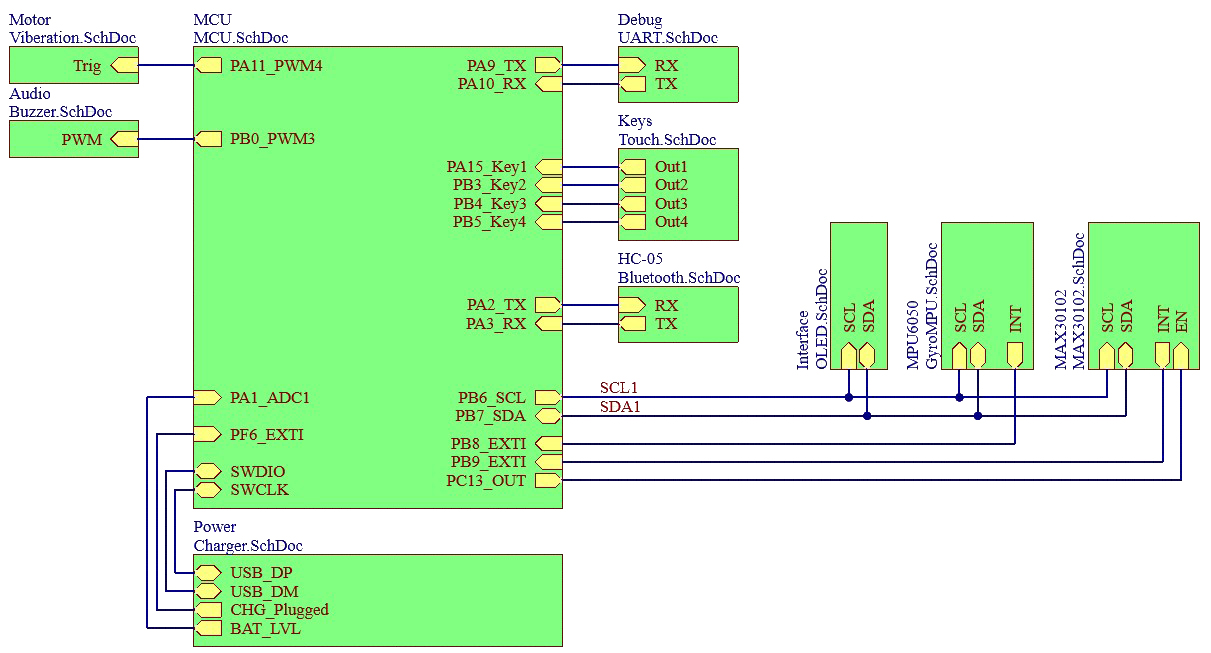 Motor
Viberation.SchDoc
Trig
Audio
Buzzer.SchDoc
PWM
MCU
MCU.SchDoc
PA11_PWM4
PB0_PWM3
PA9_TX
PA10_RX
PA15_Key1
PB3_Key2
PB4_Key3
PB5_Key4
PA2_TX
PA3_RX
PA1_ADC1
PF6_EXTI
SWDIO
SWCLK
PB6_SCL
PB7_SDA
PB8_EXTI
PB9_EXTI
PC13_OUT
Debug
UART.SchDoc
RX
TX
Keys
Touch.SchDoc
Out1
Out2
Out3
Out4
HC-05
Bluetooth.SchDoc
RX
TX
SCL1
SDA1
Interface
OLED.SchDoc
SCL
SDA
MPU6050
GyroMPU.SchDoc
SCL
SDA
INT
MAX30102
MAX30102.SchDoc
SCL
SDA
INT
EN
Power
Charger.SchDoc
USB_DP
USB_DM
CHG_Plugged
BAT_LVL